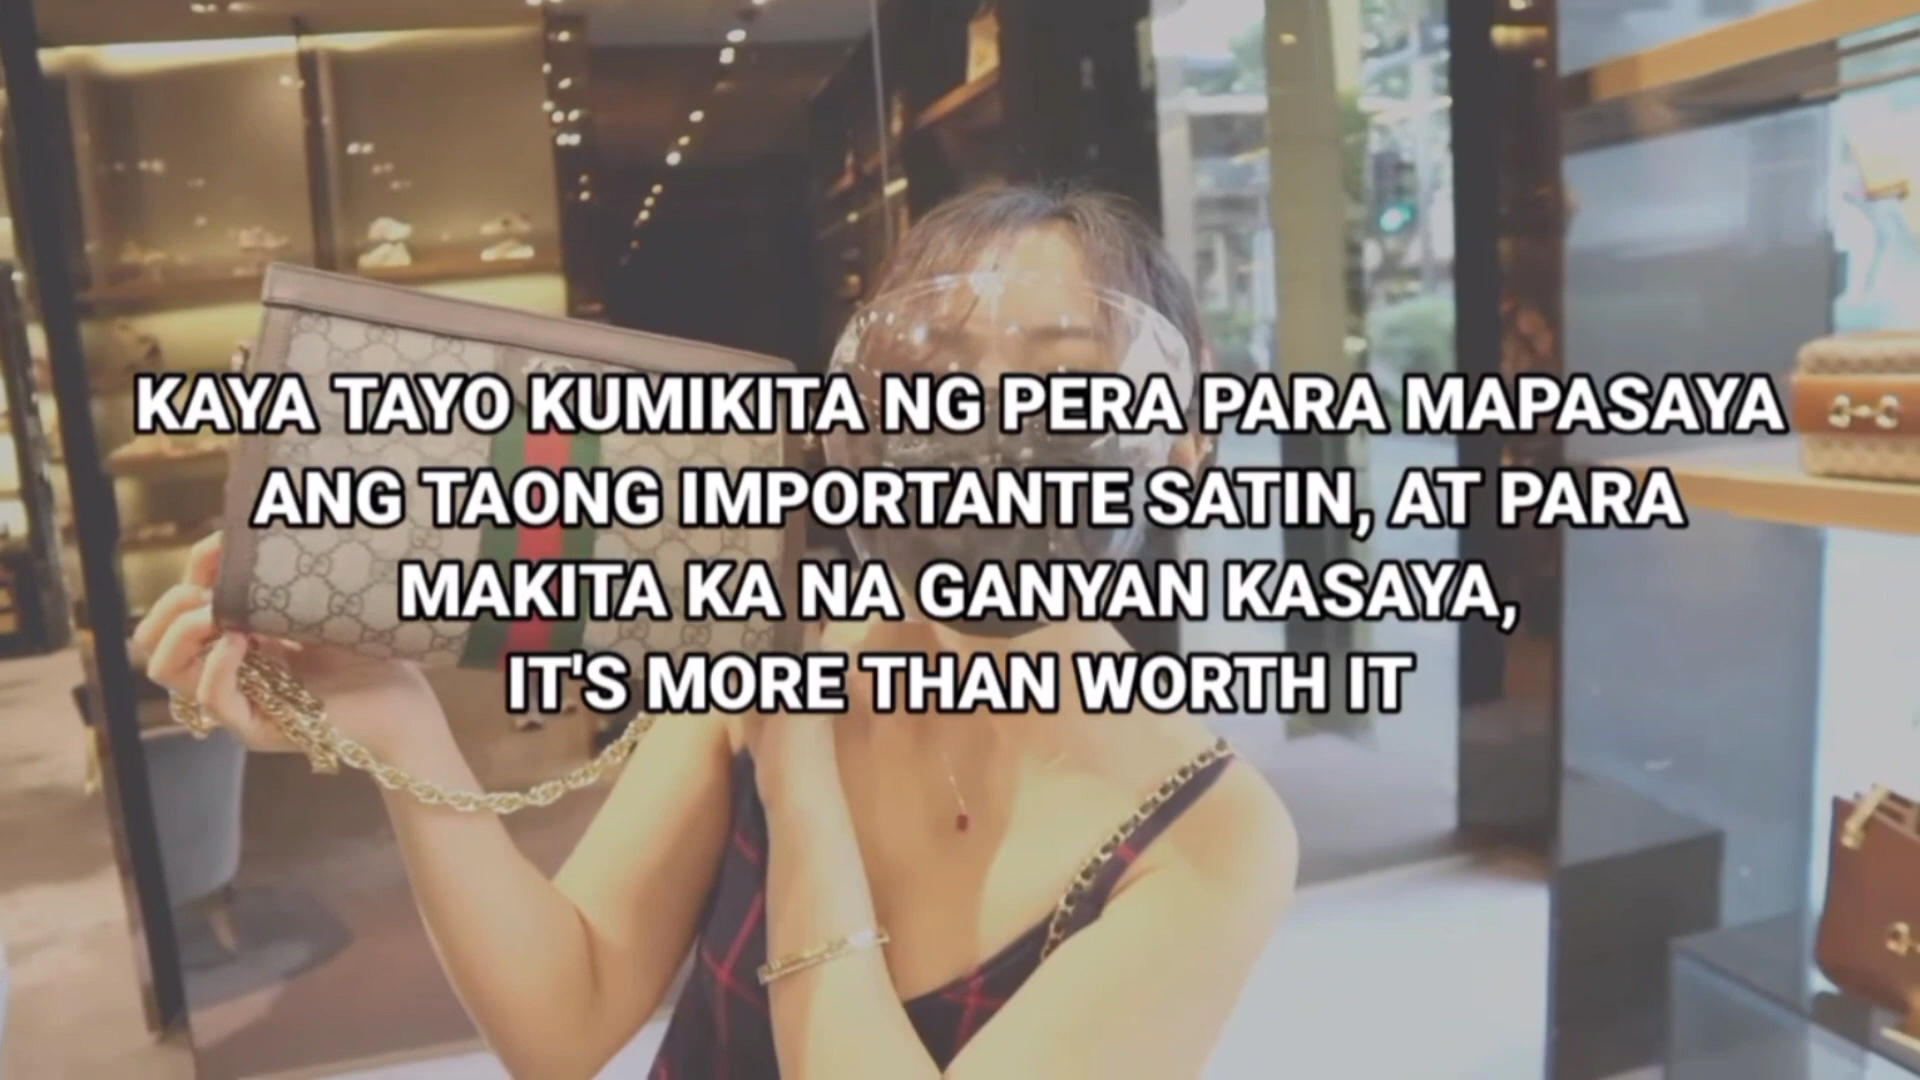 KAYA TAYO KUMIKITA NG PERA PARA MAPASAYA
ANG TAONG IMPORTANTE SATIN, AT PARA
MAKITA KA NA GANYAN KASAYA,
IT'S MORE THAN WORTH IT